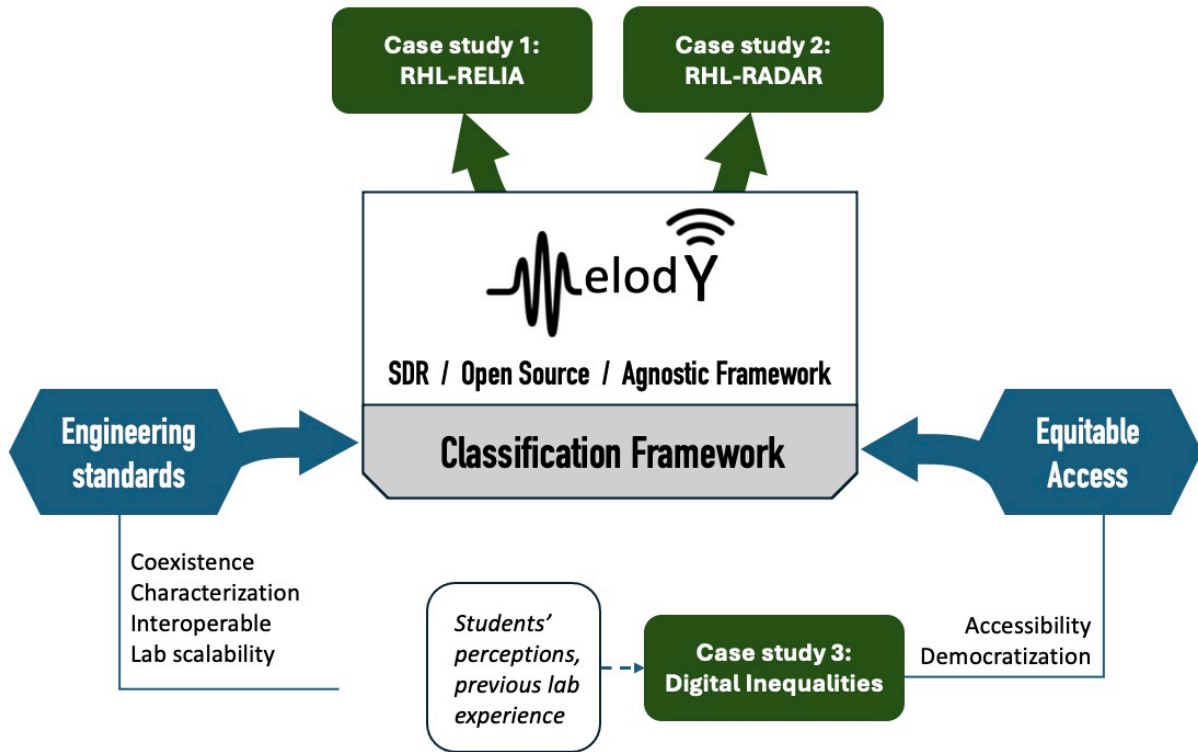 Case study 1:
RHL-RELIA
Case study 2:
RHL-RADAR
MelodY
SDR / Open Source / Agnostic Framework
Classification Framework
Engineering
standards
Equitable
Access
Coexistence
Characterization
Interoperable
Lab scalability
Students’
perceptions,
previous lab
experience
Case study 3:
Digital Inequalities
Accessibility
Democratization